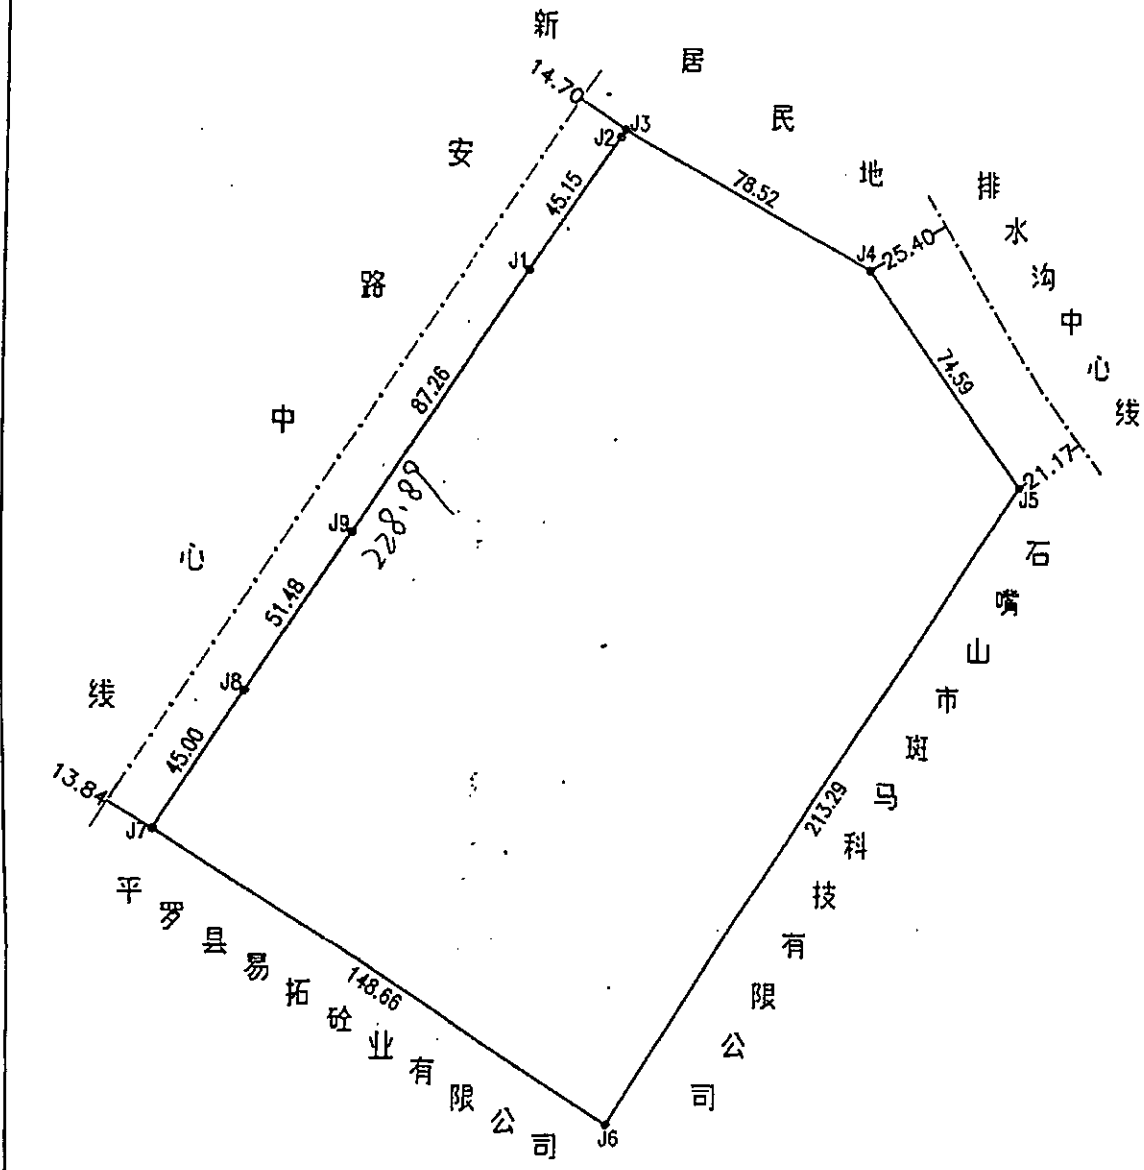 新安路中心线
居民地
排水沟中心线
14.70
J3
J2
45.15
78.52
J4
25.40
J1
74.59
87.26
21.17
J5
J9
228.89
51.48
J8
45.00
13.84
J7
213.29
148.66
J6
石嘴山市斑马科技有限公司
平罗县易拓砼业有限公司